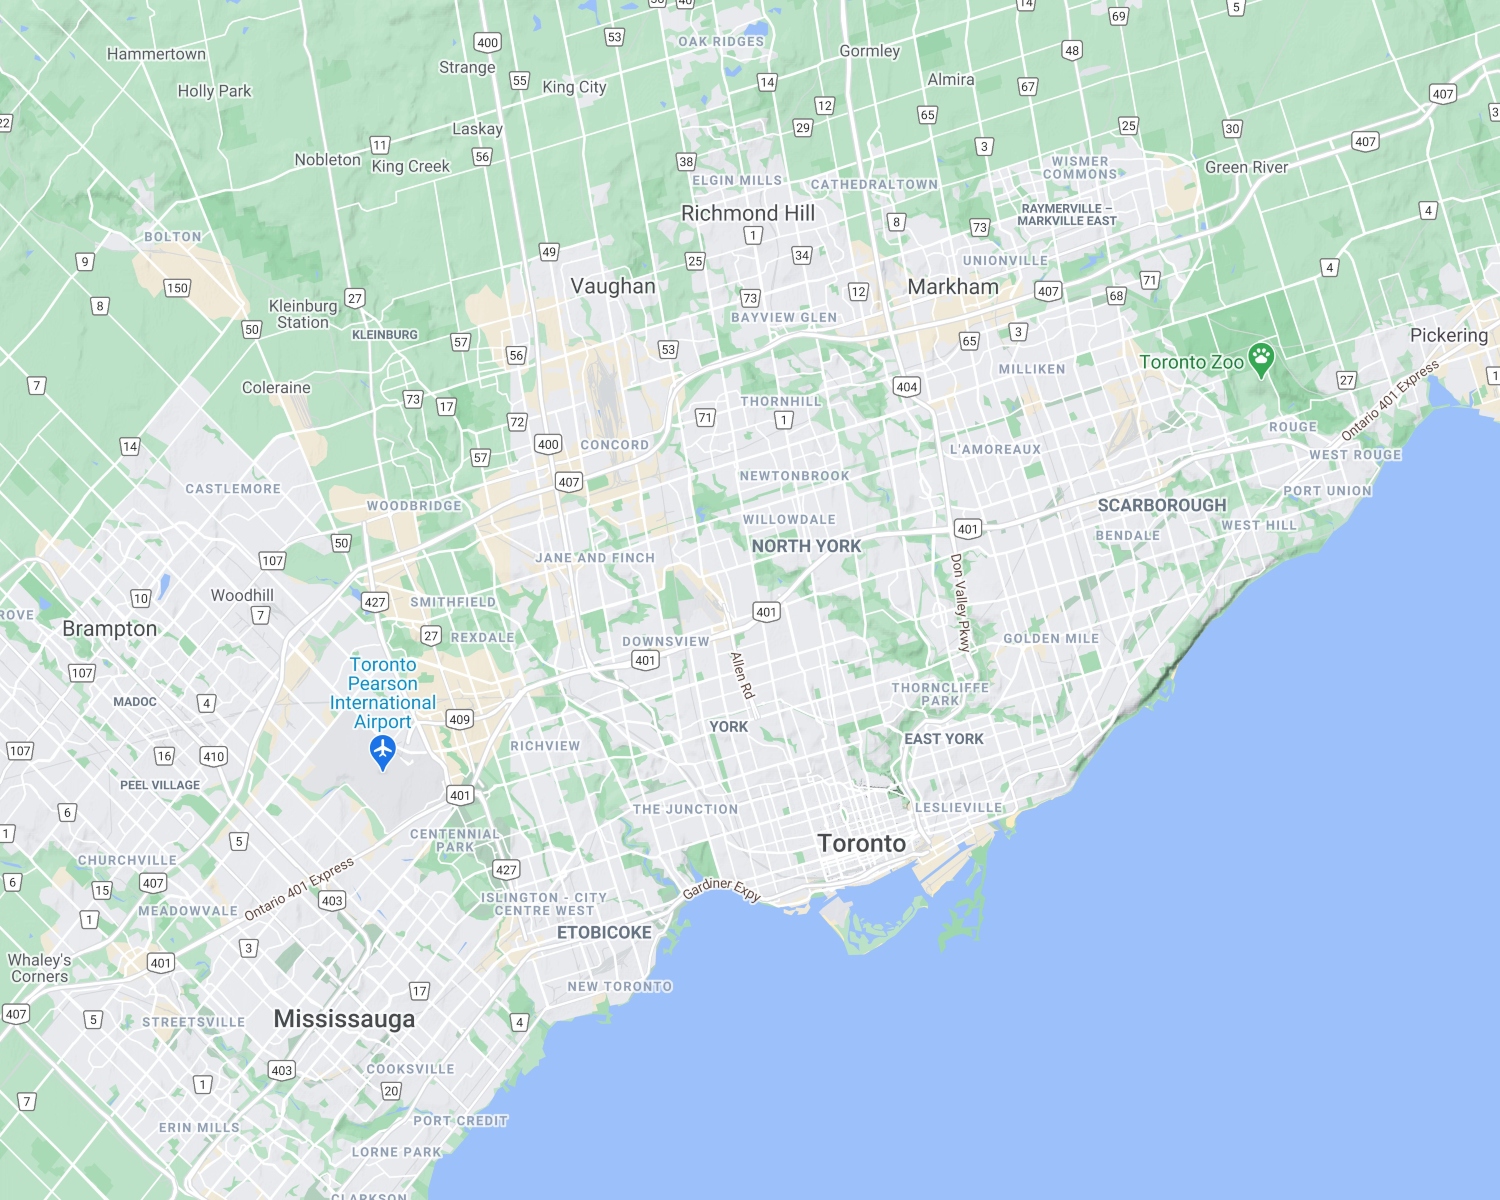 OAK RIDGES
400
53
14
69
5
48
Hammertown
Strange
Gormley
55
King City
14
Almira
67
Holly Park
407
12
65
22
29
25
30
Laskay
11
56
38
3
407
Nobleton
King Creek
WISMER
COMMONS
Green River
ELGIN MILLS
CATHEDRALTOWN
Richmond Hill
8
73
RAYMERVILLE –
MARKVILLE EAST
4
BOLTON
1
9
49
25
34
UNIONVILLE
4
150
Vaughan
Markham
407
71
68
8
Kleinburg
Station
27
73
12
BAYVIEW GLEN
50
KLEINBURG
57
56
53
65
3
Pickering
Toronto Zoo
MILLIKEN
7
Coleraine
404
27
1
73
17
72
71
THORNHILL
1
Ontario 401 Express
14
400
CONCORD
L'AMOREAUX
ROUGE
WEST ROUGE
57
407
NEWTONBROOK
PORT UNION
CASTLEMORE
WOODBRIDGE
WILLOWDALE
SCARBOROUGH
WEST HILL
401
BENDALE
50
NORTH YORK
107
JANE AND FINCH
Don Valley Pkwy
10
Woodhill
7
427
SMITHFIELD
401
ROVE
Brampton
27
REXDALE
DOWNSVIEW
GOLDEN MILE
401
Allen Rd
107
Toronto
Pearson
International
Airport
MADOC
4
409
THORNCLIFFE
PARK
YORK
EAST YORK
107
16
410
RICHVIEW
PEEL VILLAGE
401
6
1
THE JUNCTION
LESLIEVILLE
5
CENTENNIAL
PARK
Toronto
CHURCHVILLE
427
6
15
407
Ontario 401 Express
Gardiner Expy
403
MEADOWVALE
1
ISLINGTON - CITY
CENTRE WEST
ETOBICOKE
3
Whaley's
Corners
401
17
NEW TORONTO
407
5
STREETSVILLE
Mississauga
4
403
COOKSVILLE
1
20
7
ERIN MILLS
PORT CREDIT
LORNE PARK
CLARKSON